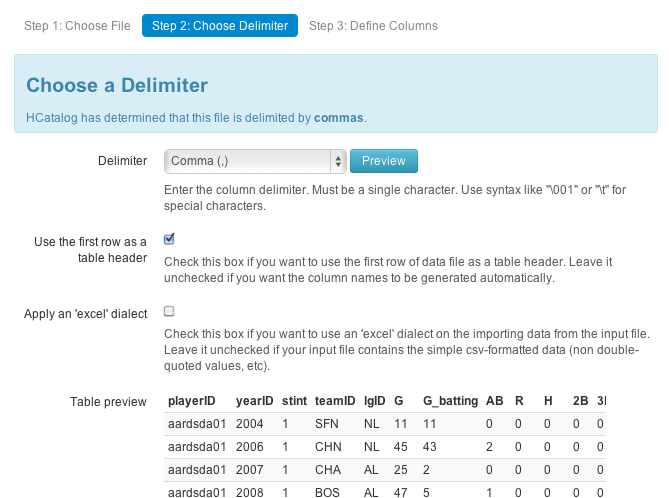 Step 1: Choose File Step 2: Choose Delimiter Step 3: Define Columns
Choose a Delimiter
HCatalog has determined that this file is delimited by commas.
Delimiter Comma (,) Preview
Enter the column delimiter. Must be a single character. Use syntax like "\001" or "\t" for
special characters.
Use the first row as a
table header
Check this box if you want to use the first row of data file as a table header. Leave it
unchecked if you want the column names to be generated automatically.
Apply an 'excel' dialect
Check this box if you want to use an 'excel' dialect on the importing data from the input file.
Leave it unchecked if your input file contains the simple csv-formatted data (non double-
quoted values, etc).
Table preview
playerID yearID stint teamID lgID G G_batting AB R H 2B
aardsda01 2004 1 SFN NL 11 11 0 0 0 0 0
aardsda01 2006 1 CHN NL 45 43 2 0 0 0 0
aardsda01 2007 1 CHA AL 25 2 0 0 0 0 0
aardsda01 2008 1 BOS AL 47 5 1 0 0 0 0